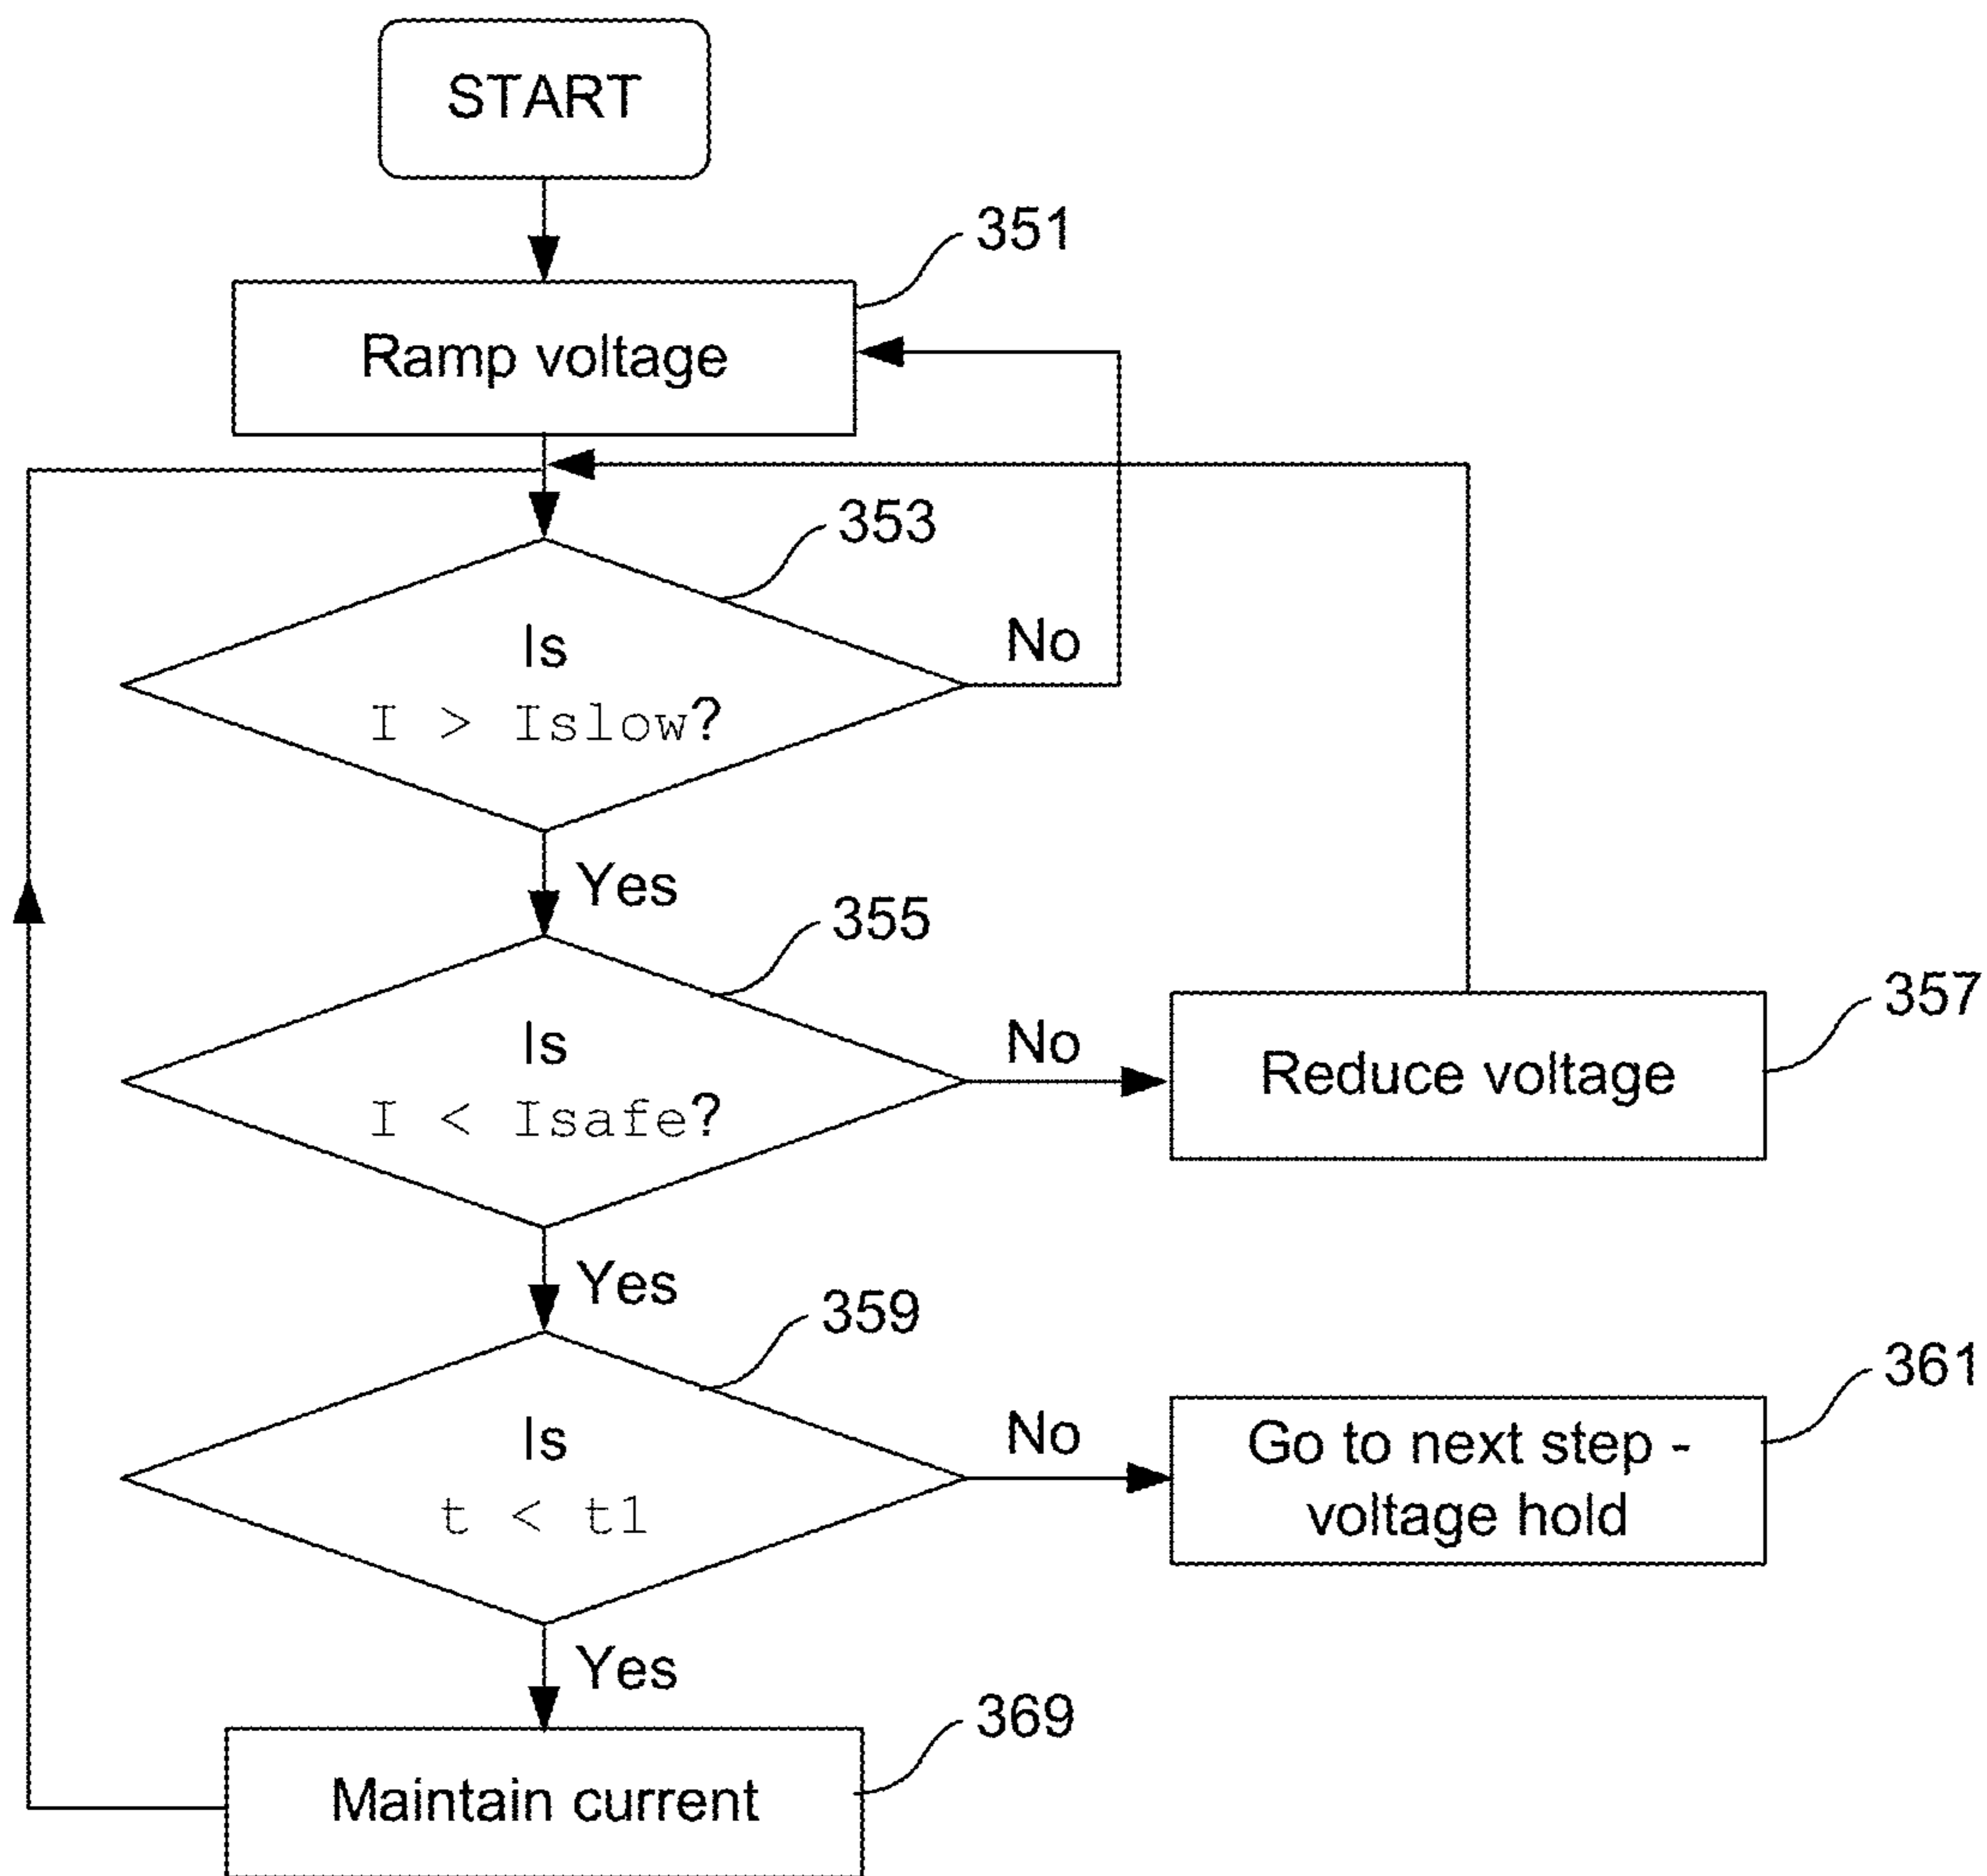 START
351
Ramp voltage
353
Is
No
I > Islow?
Yes
355
Is
No
I < Isafe?
357
Reduce voltage
Yes
359
Is
No
t < t1
361
Go to next step -
voltage hold
Yes
369
Maintain current